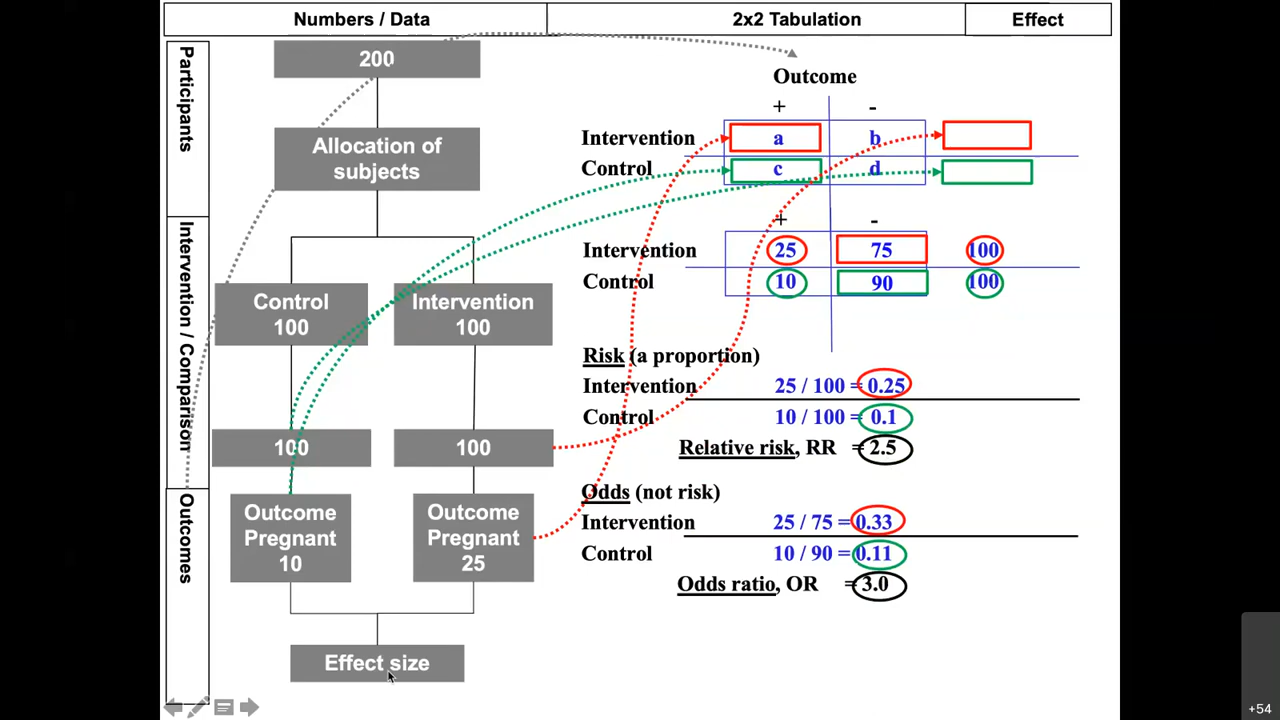 Numbers / Data
2x2 Tabulation
Effect
Participants
Intervention / Comparison
Outcomes
200
Allocation of
subjects
Control
100
Intervention
100
100
100
Outcome
Pregnant
10
Outcome
Pregnant
25
Effect size
Outcome
+ -
Intervention a b
Control c d
+ -
Intervention 25 75 100
Control 10 90 100
Risk (a proportion)
Intervention 25 / 100 = 0.25
Control 10 / 100 = 0.1
Relative risk, RR = 2.5
Odds (not risk)
Intervention 25 / 75 = 0.33
Control 10 / 90 = 0.11
Odds ratio, OR = 3.0
+54